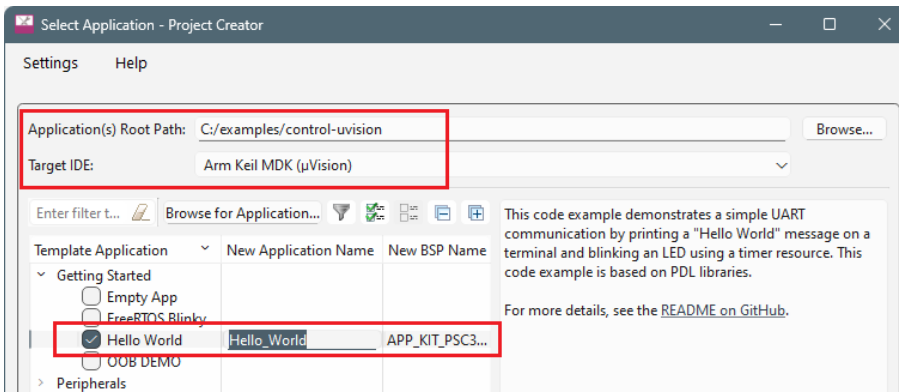 Select Application - Project Creator
Settings Help
Application(s) Root Path: C:/examples/control-uvision Browse...
Target IDE: Arm Keil MDK (µVision)
Enter filter t... Browse for Application...
Template Application New Application Name New BSP Name
Getting Started
Empty App
FreeRTOS Blinky
Hello World Hello_World APP_KIT_PSC3...
OOB DEMO
Peripherals
This code example demonstrates a simple UART
communication by printing a "Hello World" message on a
terminal and blinking an LED using a timer resource. This
code example is based on PDL libraries.
For more details, see the README on GitHub.